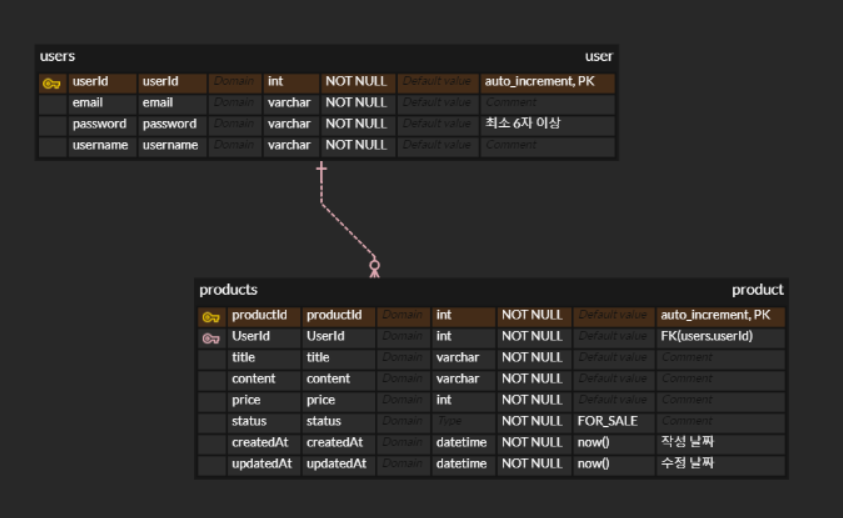 users user
userId userId Domain int NOT NULL Default value auto_increment, PK
email email Domain varchar NOT NULL Default value Comment
password password Domain varchar NOT NULL Default value 최소 6자 이상
username username Domain varchar NOT NULL Default value Comment
products product
productId productId Domain int NOT NULL Default value auto_increment, PK
UserId UserId Domain int NOT NULL Default value FK(users.userId)
title title Domain varchar NOT NULL Default value Comment
content content Domain varchar NOT NULL Default value Comment
price price Domain int NOT NULL Default value Comment
status status Domain Type NOT NULL FOR_SALE Comment
createdAt createdAt Domain datetime NOT NULL now() 작성 날짜
updatedAt updatedAt Domain datetime NOT NULL now() 수정 날짜